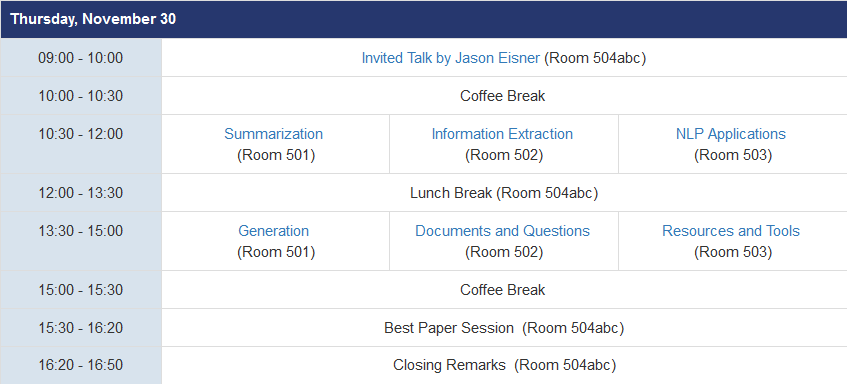 Thursday, November 30
09:00 - 10:00 Invited Talk by Jason Eisner (Room 504abc)
10:00 - 10:30 Coffee Break
10:30 - 12:00 Summarization Information Extraction NLP Applications
(Room 501) (Room 502) (Room 503)
12:00 - 13:30 Lunch Break (Room 504abc)
13:30 - 15:00 Generation Documents and Questions Resources and Tools
(Room 501) (Room 502) (Room 503)
15:00 - 15:30 Coffee Break
15:30 - 16:20 Best Paper Session (Room 504abc)
16:20 - 16:50 Closing Remarks (Room 504abc)